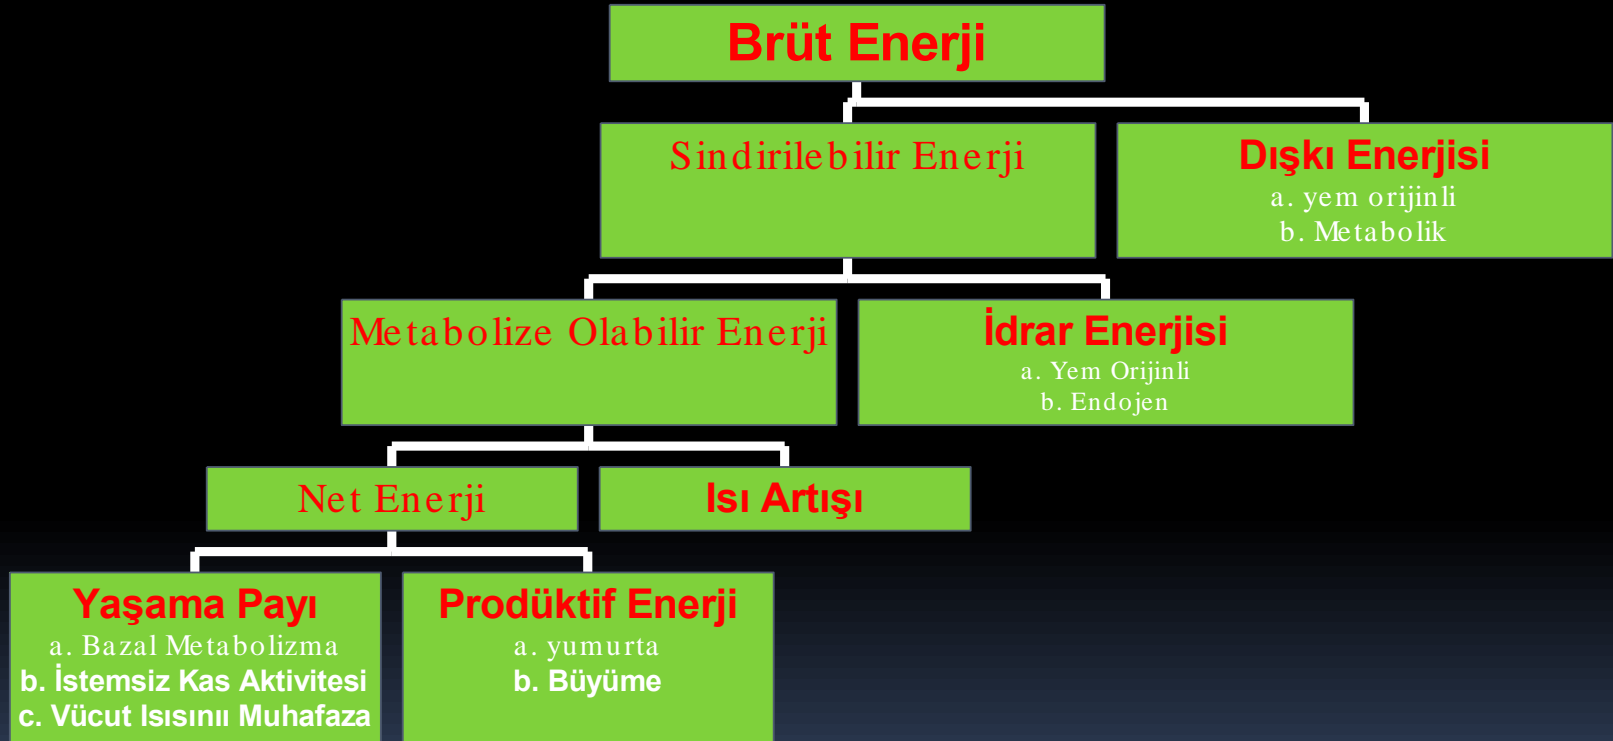 Brüt Enerji
Sindirilebilir Enerji
Dışkı Enerjisi
a. yem orijinli
b. Metabolik
Metabolize Olabilir Enerji
İdrar Enerjisi
a. Yem Orijinli
b. Endojen
Net Enerji
Isı Artışı
Yaşama Payı
a. Bazal Metabolizma
b. İstemsiz Kas Aktivitesi
c. Vücut Isısınıı Muhafaza
Prodüktif Enerji
a. yumurta
b. Büyüme